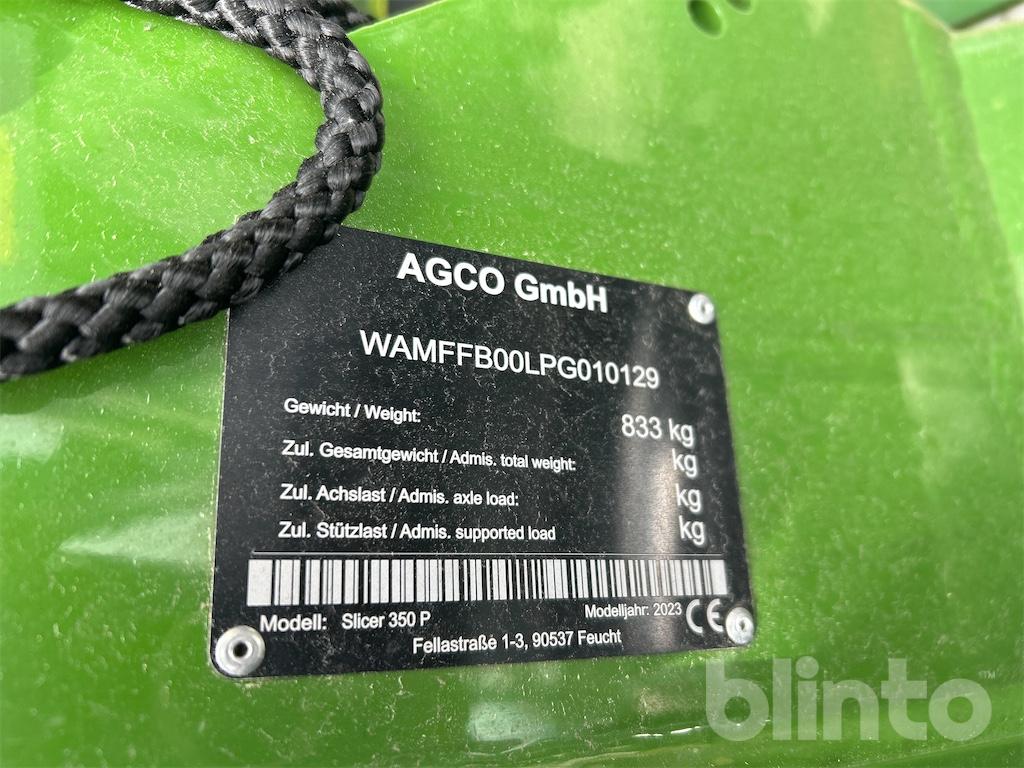 AGCO GmbH
WAMFFB00LPG010129
Gewicht / Weight: 833 kg
Zul. Gesamtgewicht / Admis. total weight: kg
Zul. Achslast / Admis. axle load: kg
Zul. Stützlast / Admis. supported load kg
Modell: Slicer 350 P Modelljahr: 2023 CE
Fellastraße 1-3, 90537 Feucht
blinto™